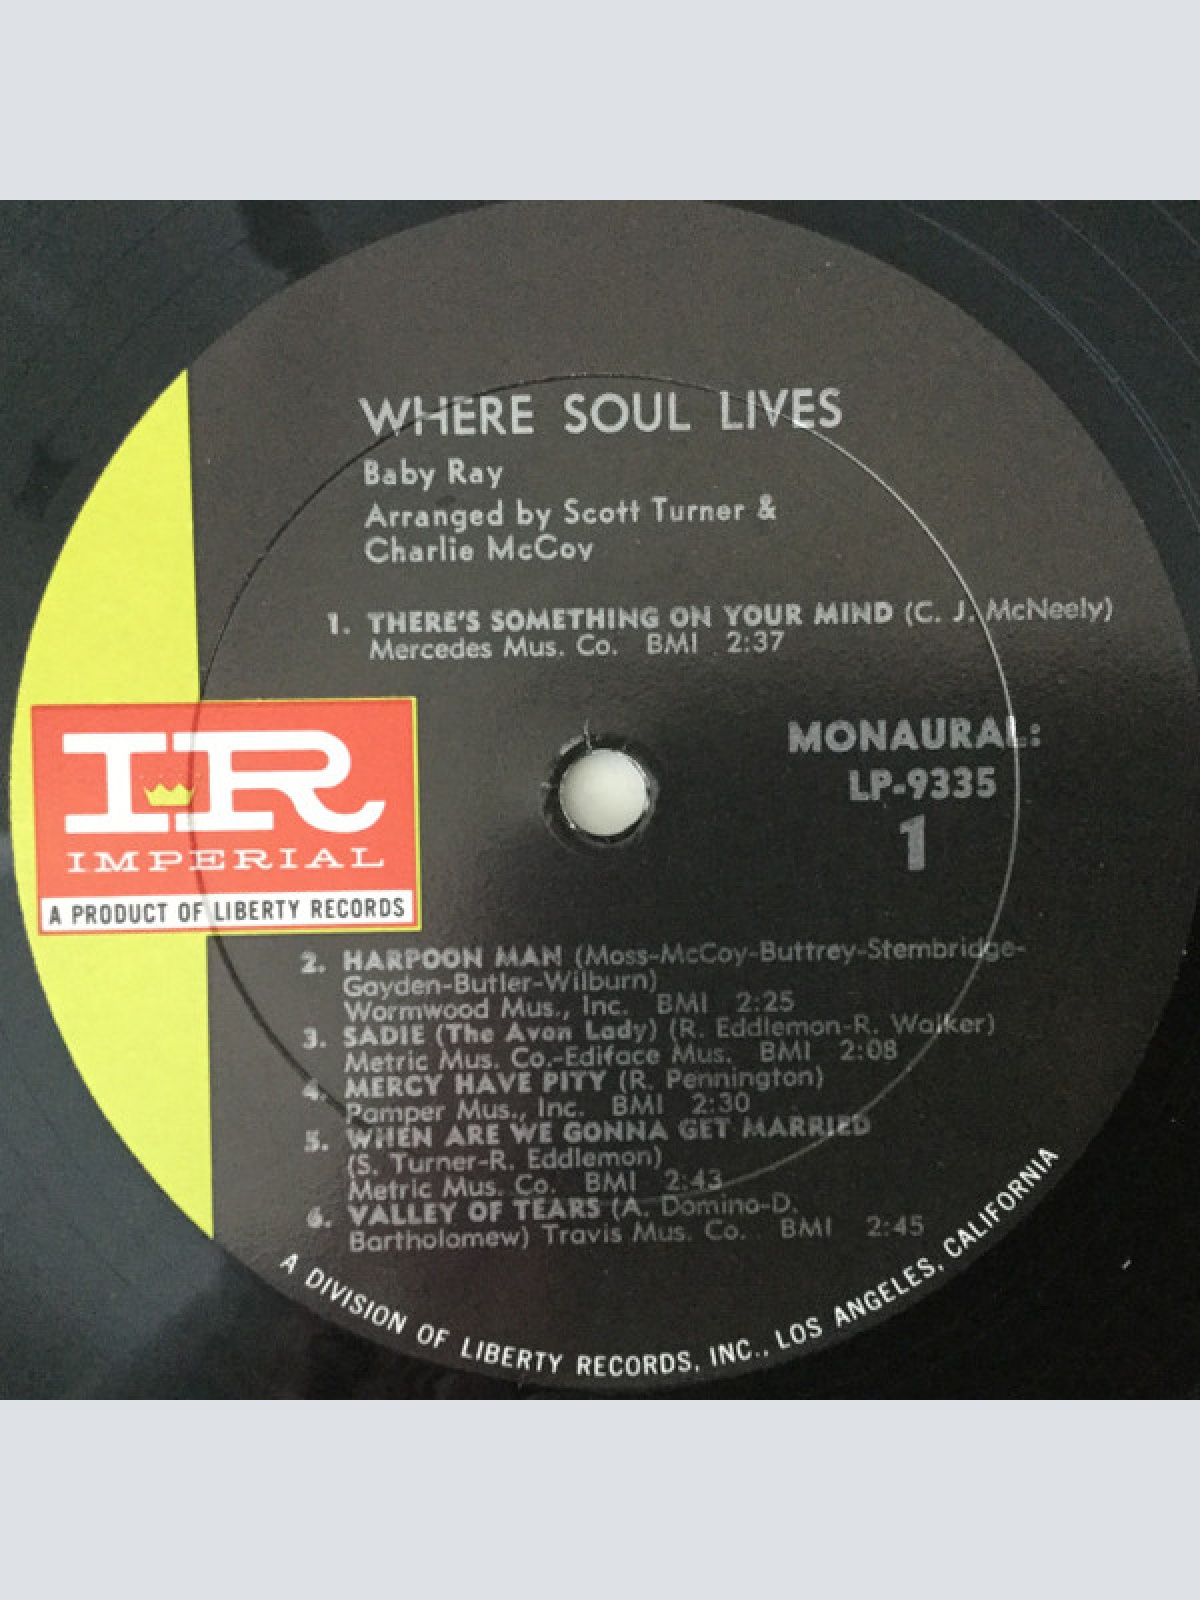 WHERE SOUL LIVES
Baby Ray
Arranged by Scott Turner &
Charlie McCoy
1. THERE'S SOMETHING ON YOUR MIND (C. J. McNeely)
Mercedes Mus. Co. BMI 2:37
MONAURAL:
LP-9335
1
IR
IMPERIAL
A PRODUCT OF LIBERTY RECORDS
2. HARPOON MAN (Moss-McCoy-Buttrey-Stembridge-
Gayden-Butler-Wilburn)
Wormwood Mus., Inc. BMI 2:25
3. SADIE (The Avon Lady) (R. Eddlemon-R. Walker)
Metric Mus. Co.-Ediface Mus. BMI 2:08
4. MERCY HAVE PITY (R. Pennington)
Pamper Mus., Inc. BMI 2:30
5. WHEN ARE WE GONNA GET MARRIED
(S. Turner-R. Eddlemon)
Metric Mus. Co. BMI 2:43
6. VALLEY OF TEARS (A. Domino-D.
Bartholomew) Travis Mus. Co. BMI 2:45
A DIVISION OF LIBERTY RECORDS, INC., LOS ANGELES, CALIFORNIA